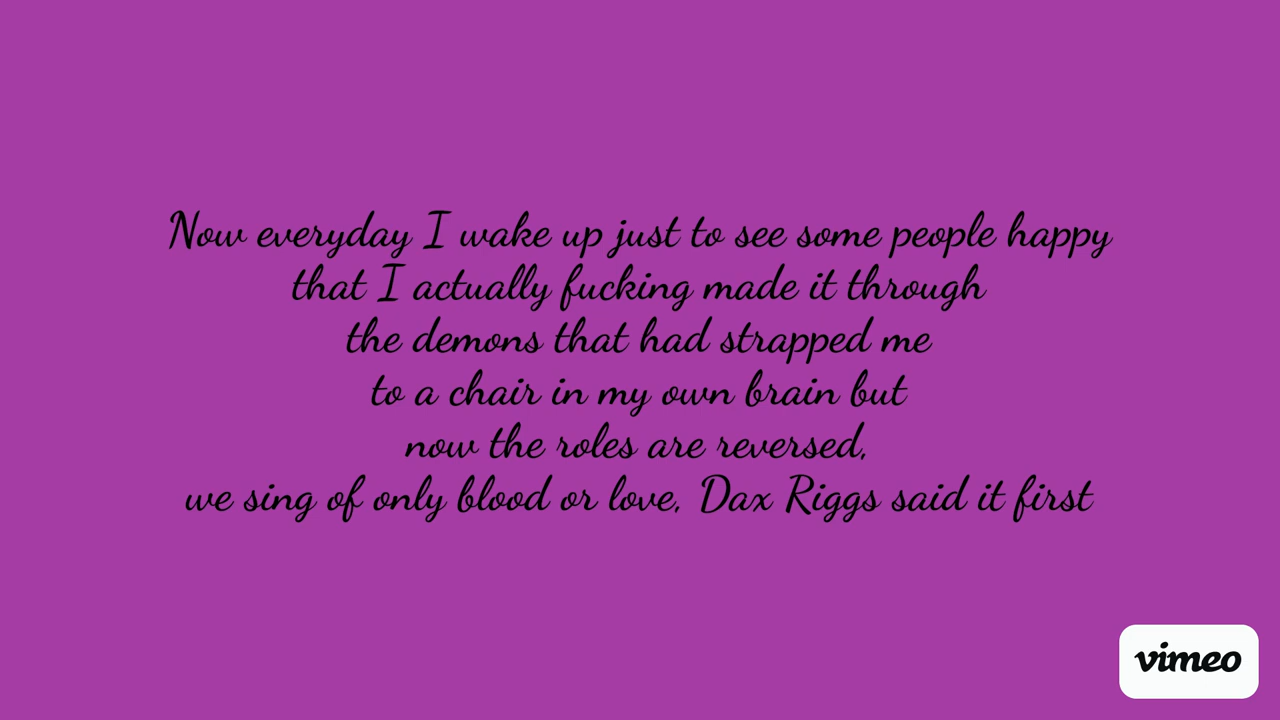 Now everyday I wake up just to see some people happy
that I actually fucking made it through
the demons that had strapped me
to a chair in my own brain but
now the roles are reversed,
we sing of only blood or love, Dax Riggs said it first
vimeo